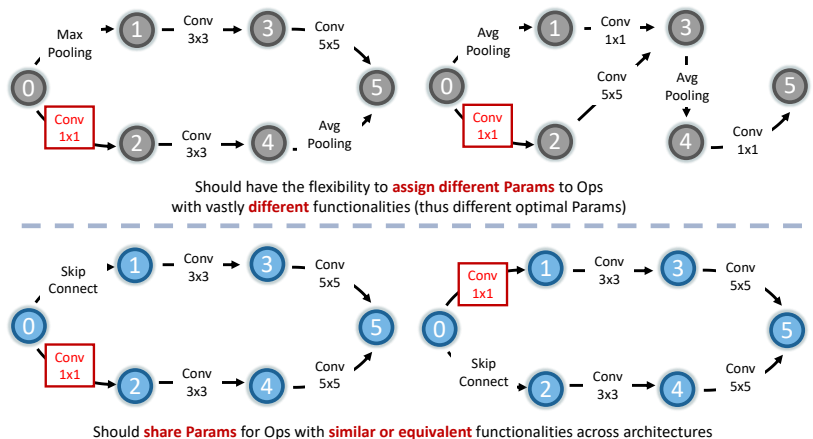 Max
Pooling
1
Conv
3x3
3
Conv
5x5
0
5
Conv
1x1
2
Conv
3x3
4
Avg
Pooling
Avg
Pooling
1
Conv
1x1
3
0
Conv
5x5
Avg
Pooling
5
Conv
1x1
2
4
Conv
1x1
Should have the flexibility to assign different Params to Ops
with vastly different functionalities (thus different optimal Params)
Skip
Connect
1
Conv
3x3
3
Conv
5x5
0
5
Conv
1x1
2
Conv
3x3
4
Conv
5x5
Conv
1x1
1
Conv
3x3
3
Conv
5x5
0
5
Skip
Connect
2
Conv
3x3
4
Conv
5x5
Should share Params for Ops with similar or equivalent functionalities across architectures